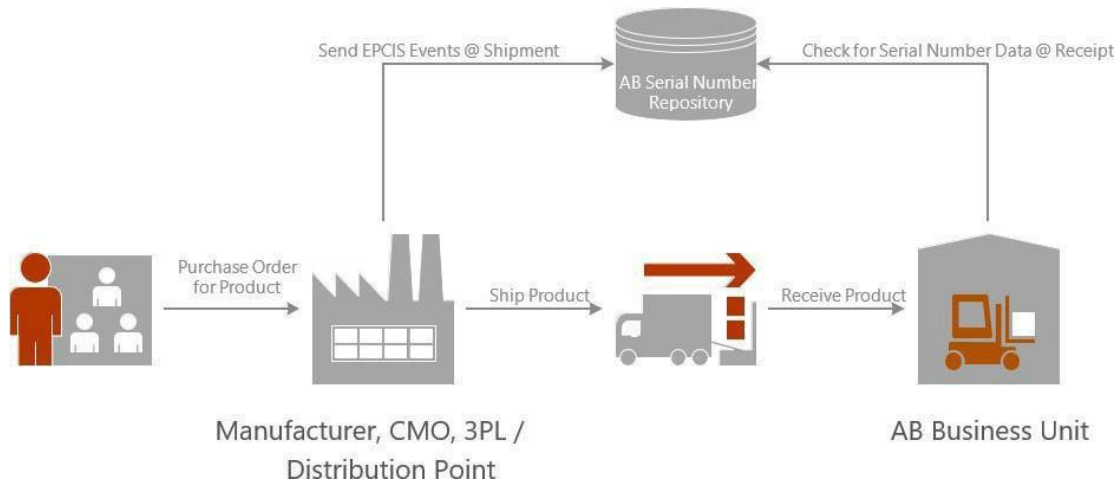 Send EPCIS Events @ Shipment
Check for Serial Number Data @ Receipt
AB Serial Number
Repository
Purchase Order
for Product
Ship Product
Receive Product
Manufacturer, CMO, 3PL /
Distribution Point
AB Business Unit